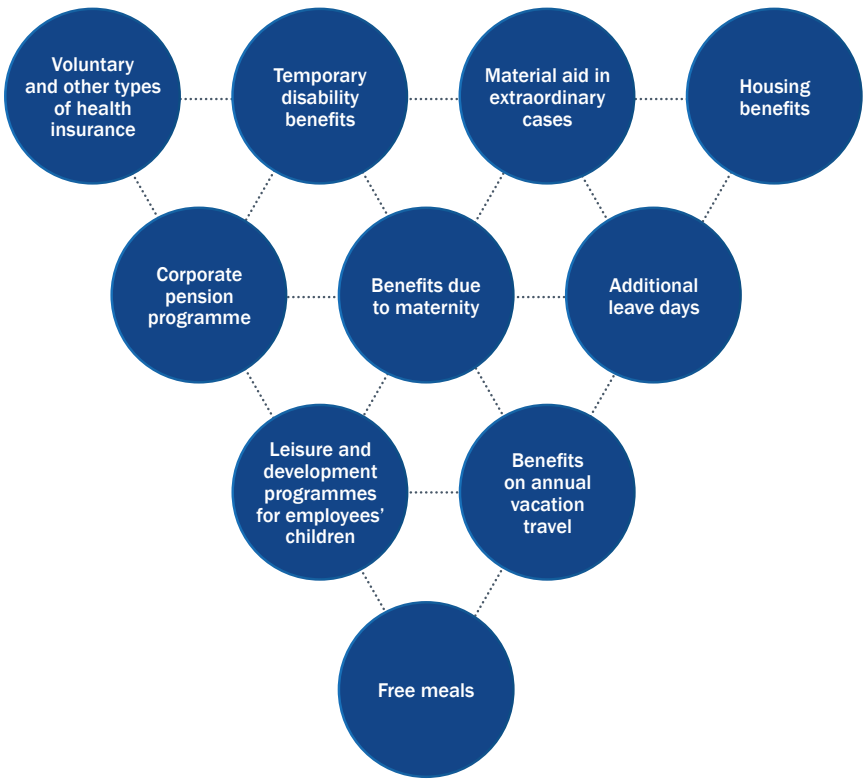 Voluntary
and other types
of health
insurance
Temporary
disability
benefits
Material aid in
extraordinary
cases
Housing
benefits
Corporate
pension
programme
Benefits due
to maternity
Additional
leave days
Leisure and
development
programmes
for employees’
children
Benefits
on annual
vacation
travel
Free meals